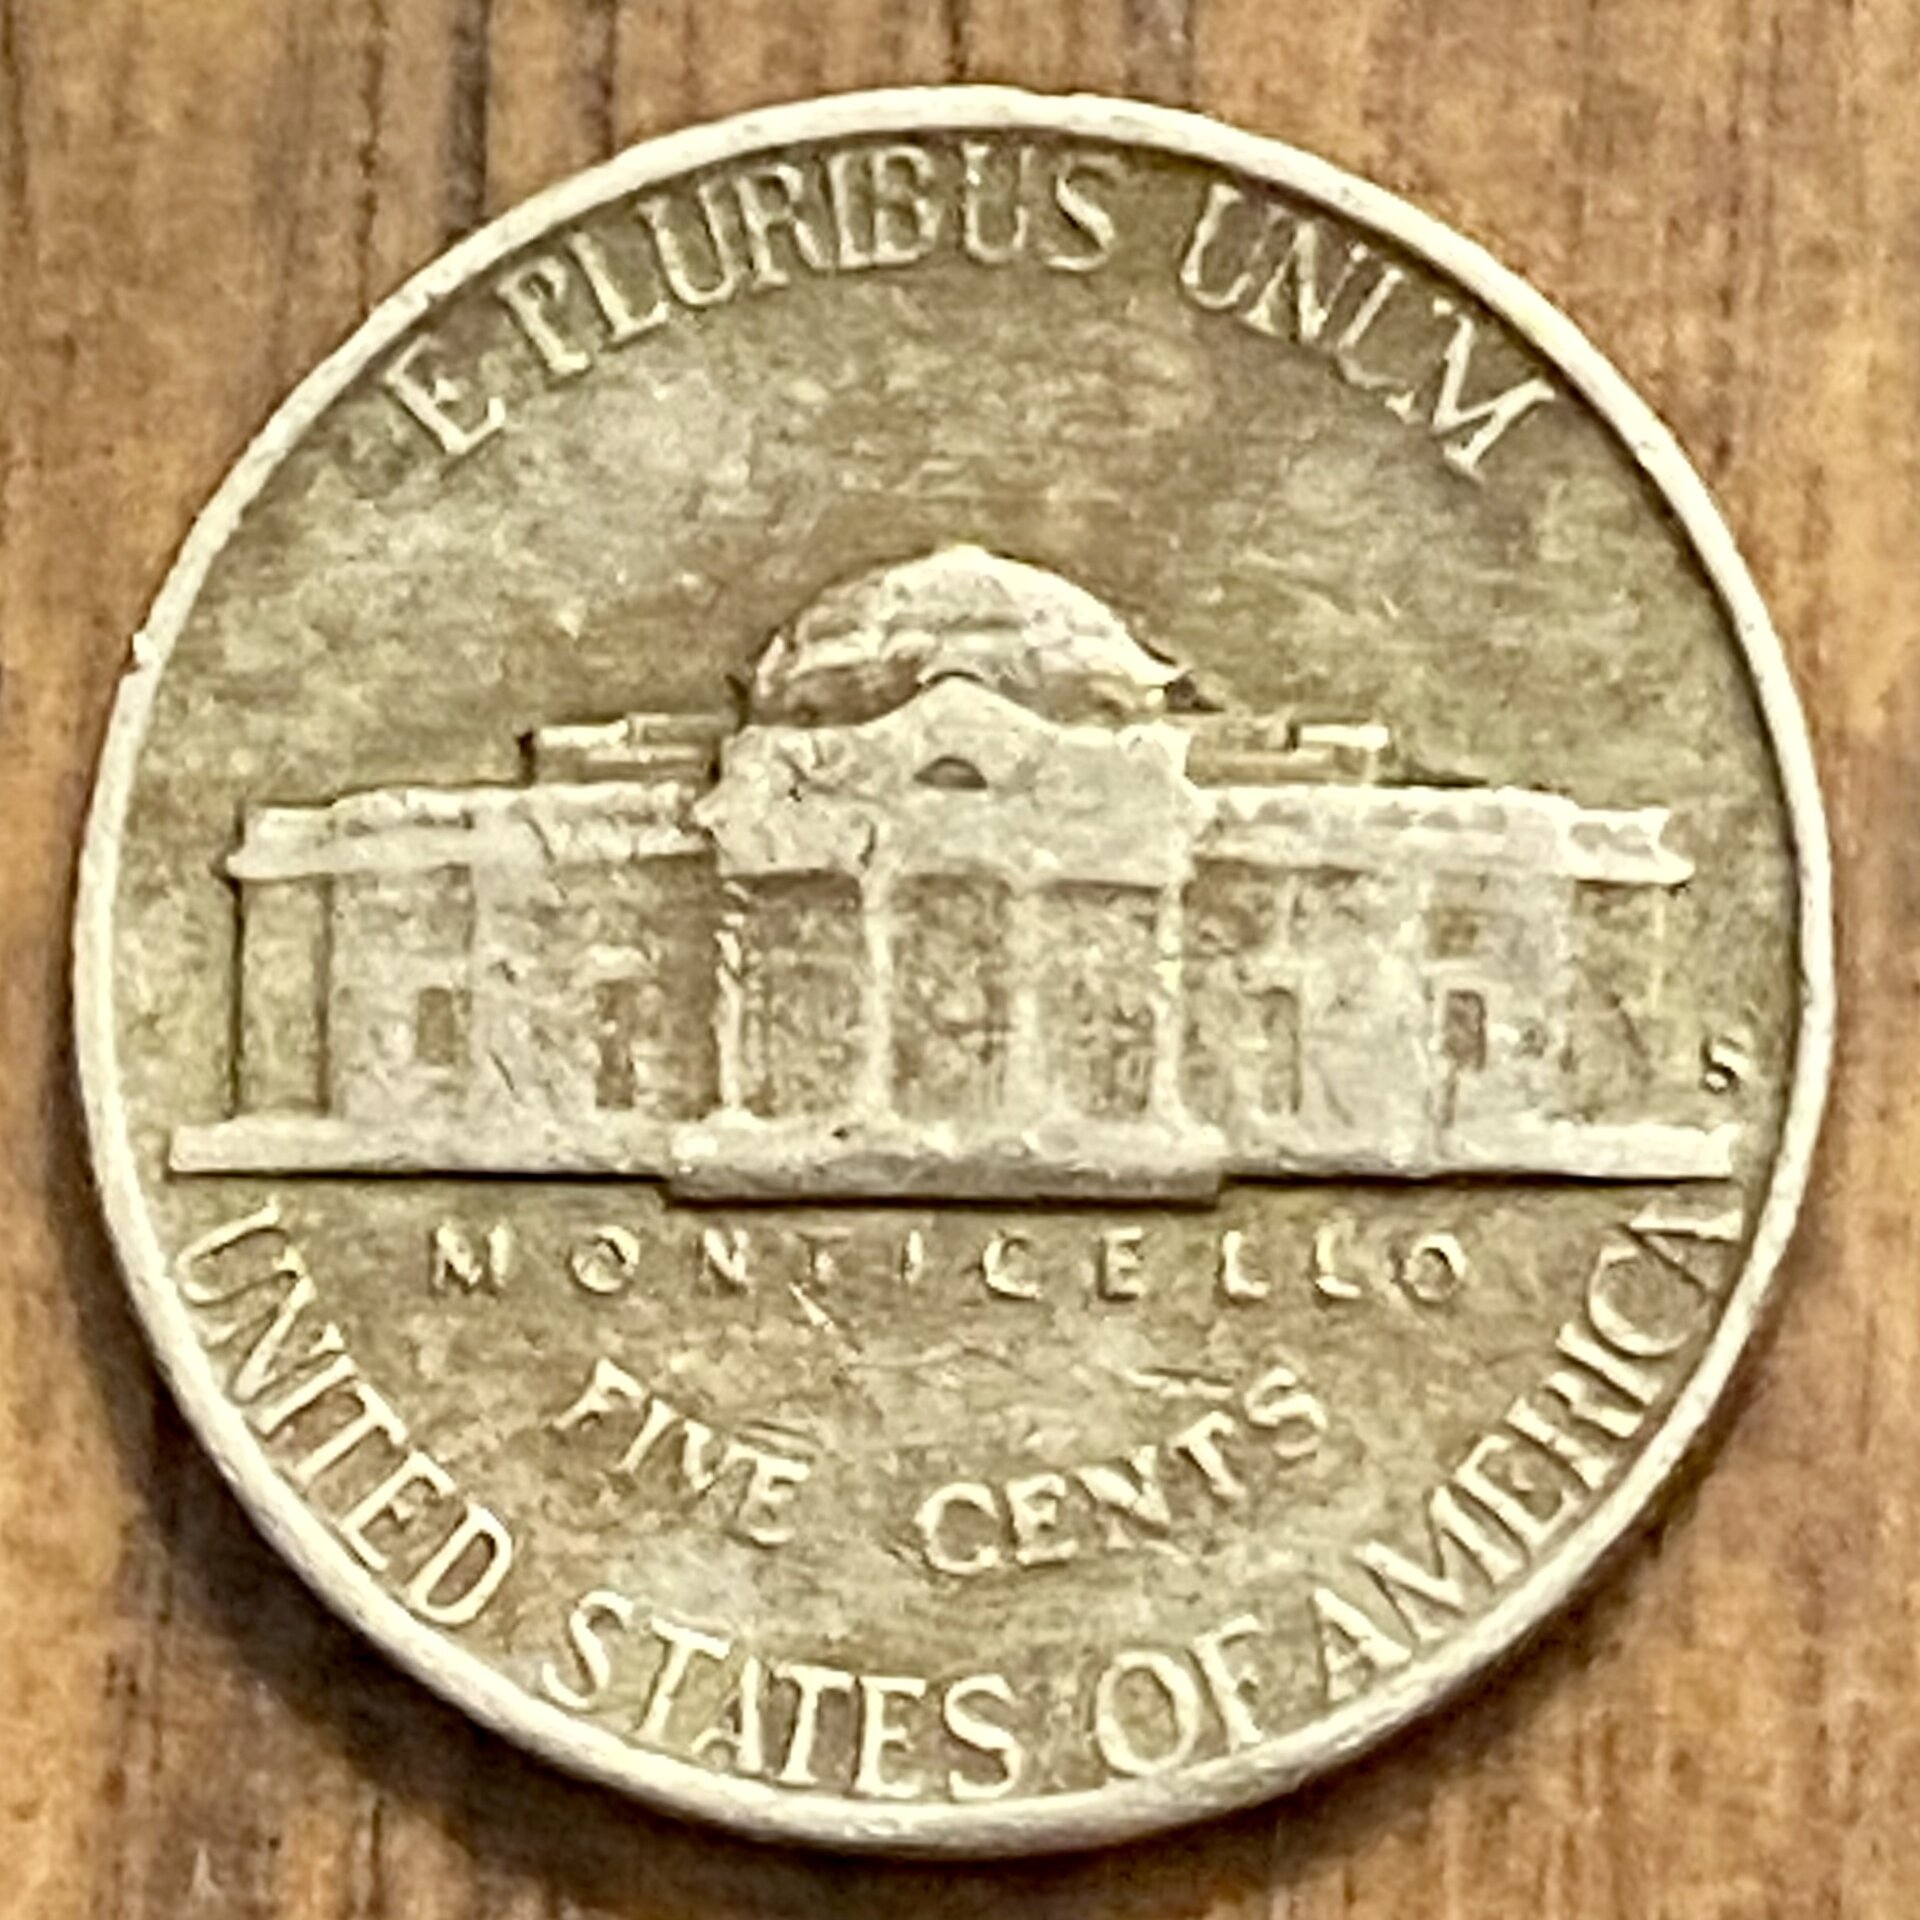 E PLURIBUS UNUM
S
MONTICELLO
FIVE CENTS
UNITED STATES OF AMERICA